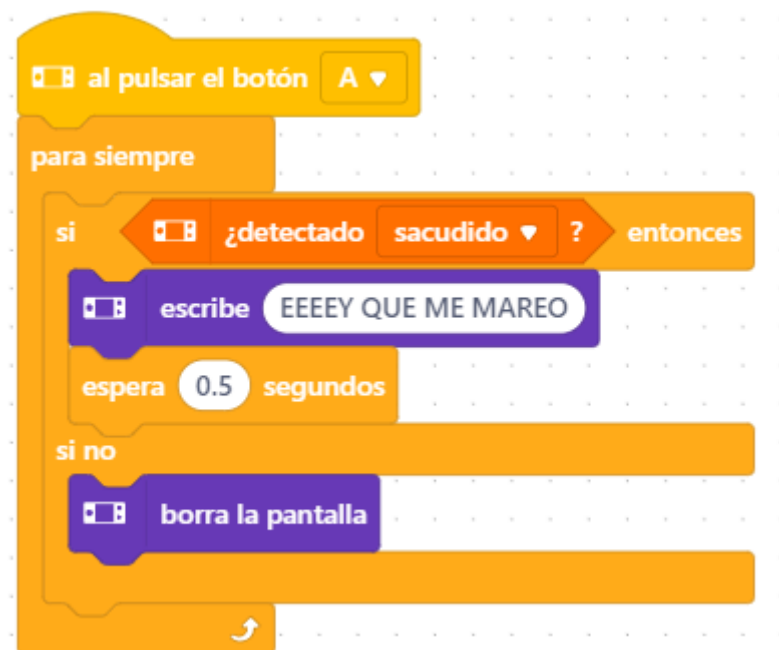 al pulsar el botón A
para siempre
si ¿detectado sacudido ? entonces
escribe EEEEY QUE ME MAREO
espera 0.5 segundos
si no
borra la pantalla